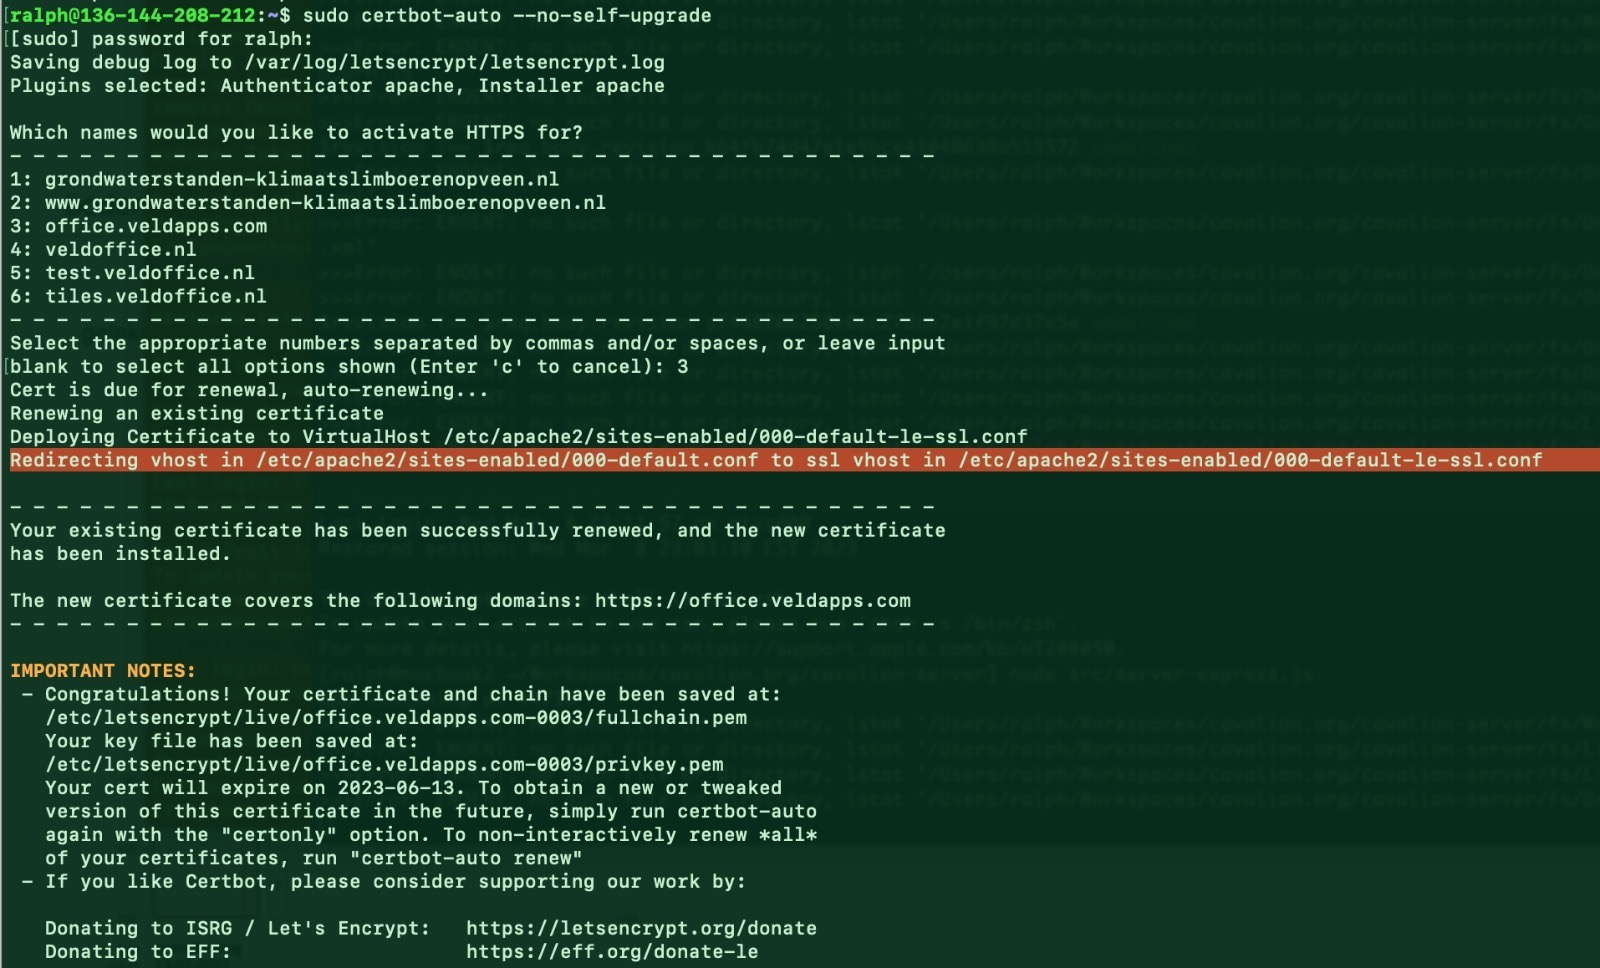 [ralph@136-144-208-212:~$ sudo certbot-auto --no-self-upgrade
[[sudo] password for ralph:
Saving debug log to /var/log/letsencrypt/letsencrypt.log
Plugins selected: Authenticator apache, Installer apache
Which names would you like to activate HTTPS for?
- - - - - - - - - - - - - - - - - - - - - - - - - - - - - - - - - - - - - - - -
1: grondwaterstanden-klimaatslimboerenopveen.nl
2: www.grondwaterstanden-klimaatslimboerenopveen.nl
3: office.veldapps.com
4: veldoffice.nl
5: test.veldoffice.nl
6: tiles.veldoffice.nl
- - - - - - - - - - - - - - - - - - - - - - - - - - - - - - - - - - - - - - - -
Select the appropriate numbers separated by commas and/or spaces, or leave input
[blank to select all options shown (Enter 'c' to cancel): 3
Cert is due for renewal, auto-renewing...
Renewing an existing certificate
Deploying Certificate to VirtualHost /etc/apache2/sites-enabled/000-default-le-ssl.conf
Redirecting vhost in /etc/apache2/sites-enabled/000-default.conf to ssl vhost in /etc/apache2/sites-enabled/000-default-le-ssl.conf
- - - - - - - - - - - - - - - - - - - - - - - - - - - - - - - - - - - - - - - -
Your existing certificate has been successfully renewed, and the new certificate
has been installed.
The new certificate covers the following domains: https://office.veldapps.com
- - - - - - - - - - - - - - - - - - - - - - - - - - - - - - - - - - - - - - - -
IMPORTANT NOTES:
- Congratulations! Your certificate and chain have been saved at:
/etc/letsencrypt/live/office.veldapps.com-0003/fullchain.pem
Your key file has been saved at:
/etc/letsencrypt/live/office.veldapps.com-0003/privkey.pem
Your cert will expire on 2023-06-13. To obtain a new or tweaked
version of this certificate in the future, simply run certbot-auto
again with the "certonly" option. To non-interactively renew *all*
of your certificates, run "certbot-auto renew"
- If you like Certbot, please consider supporting our work by:
Donating to ISRG / Let's Encrypt: https://letsencrypt.org/donate
Donating to EFF: https://eff.org/donate-le